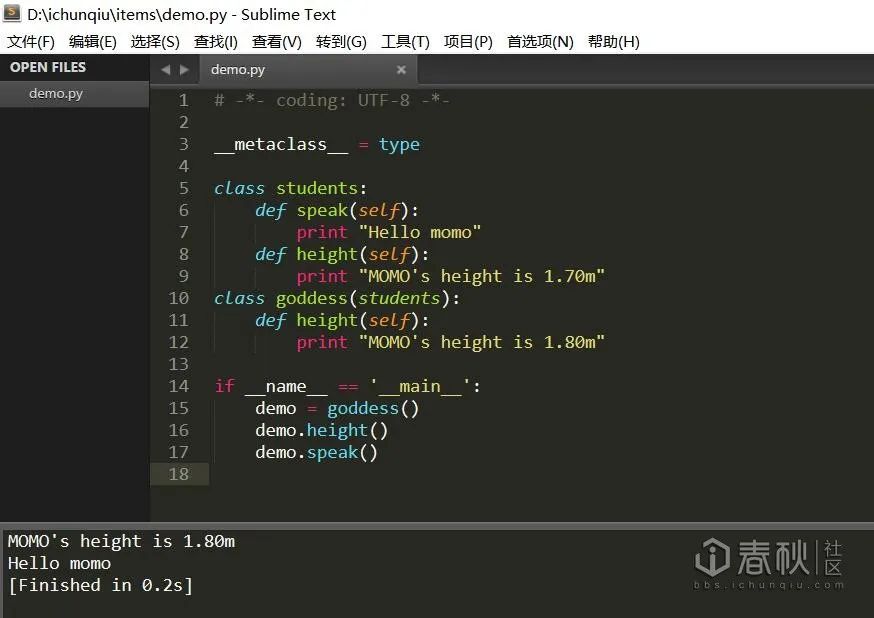 D:\ichunqiu\items\demo.py - Sublime Text
文件(F) 编辑(E) 选择(S) 查找(I) 查看(V) 转到(G) 工具(T) 项目(P) 首选项(N) 帮助(H)
OPEN FILES
demo.py
demo.py ×
1 # -*- coding: UTF-8 -*-
2
3 __metaclass__ = type
4
5 class students:
6     def speak(self):
7         print "Hello momo"
8     def height(self):
9         print "MOMO's height is 1.70m"
10 class goddess(students):
11     def height(self):
12         print "MOMO's height is 1.80m"
13
14 if __name__ == '__main__':
15     demo = goddess()
16     demo.height()
17     demo.speak()
18
MOMO's height is 1.80m
Hello momo
[Finished in 0.2s]
春秋 社区
bbs.ichunqiu.com